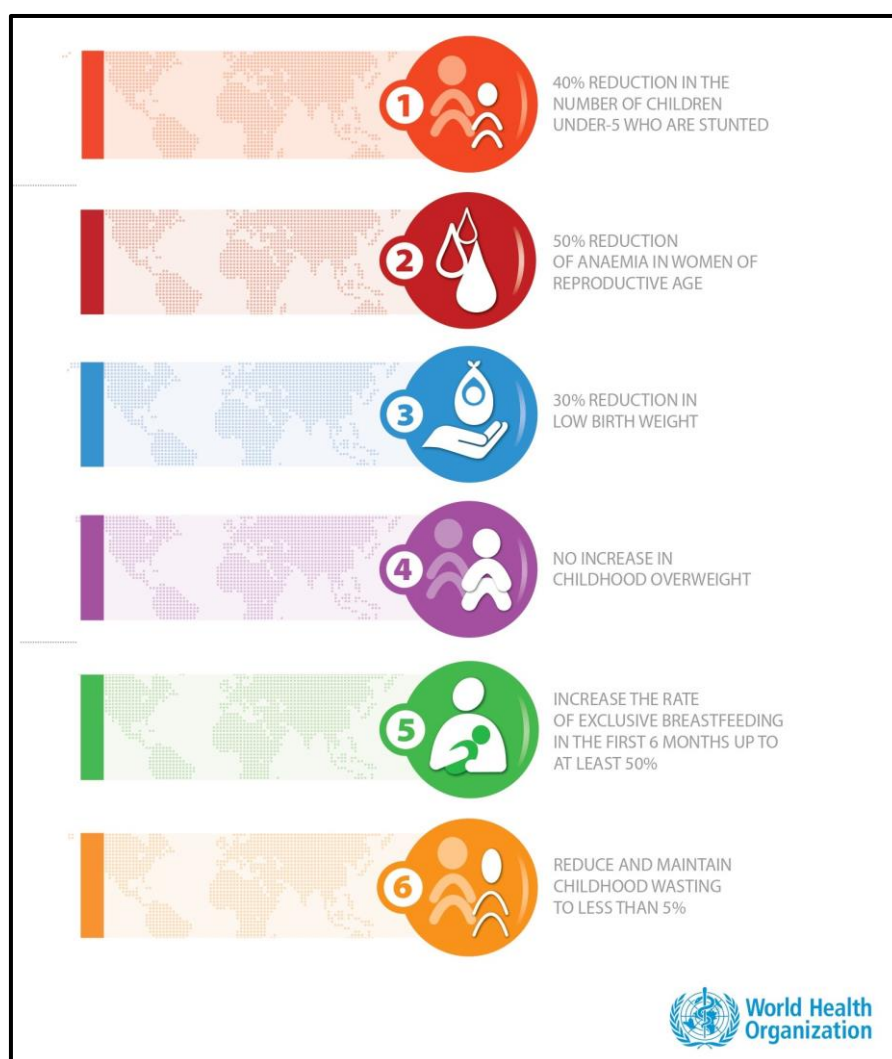 1
40% REDUCTION IN THE
NUMBER OF CHILDREN
UNDER-5 WHO ARE STUNTED
2
50% REDUCTION
OF ANAEMIA IN WOMEN OF
REPRODUCTIVE AGE
3
30% REDUCTION IN
LOW BIRTH WEIGHT
4
NO INCREASE IN
CHILDHOOD OVERWEIGHT
5
INCREASE THE RATE
OF EXCLUSIVE BREASTFEEDING
IN THE FIRST 6 MONTHS UP TO
AT LEAST 50%
6
REDUCE AND MAINTAIN
CHILDHOOD WASTING
TO LESS THAN 5%
World Health
Organization